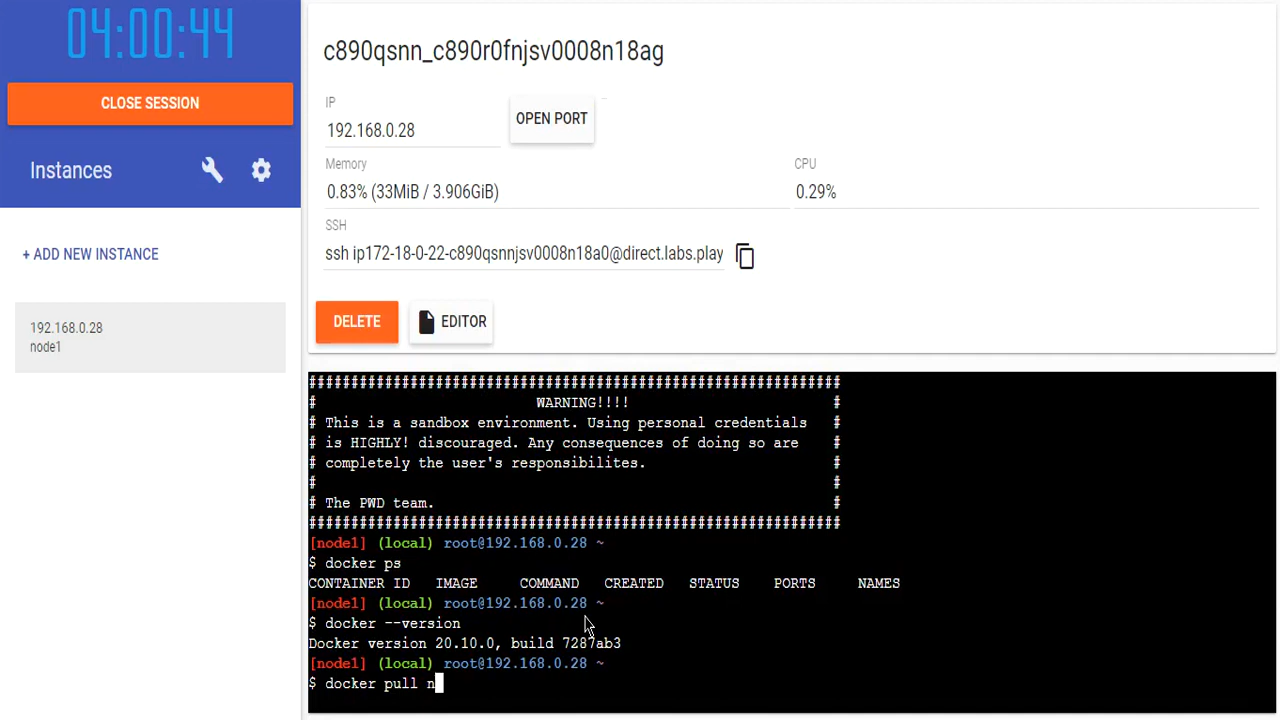 04:00:44
CLOSE SESSION
Instances
+ ADD NEW INSTANCE
192.168.0.28
node1
c890qsnn_c890r0fnjsv0008n18ag
IP
192.168.0.28
OPEN PORT
Memory
0.83% (33MiB / 3.906GiB)
CPU
0.29%
SSH
ssh ip172-18-0-22-c890qsnnjsv0008n18a0@direct.labs.play
DELETE
EDITOR
###############################################################
#                          WARNING!!!!                        #
# This is a sandbox environment. Using personal credentials   #
# is HIGHLY! discouraged. Any consequences of doing so are    #
# completely the user's responsibilites.                      #
#                                                             #
# The PWD team.                                               #
###############################################################
[node1] (local) root@192.168.0.28 ~
$ docker ps
CONTAINER ID   IMAGE     COMMAND   CREATED   STATUS    PORTS     NAMES
[node1] (local) root@192.168.0.28 ~
$ docker --version
Docker version 20.10.0, build 7287ab3
[node1] (local) root@192.168.0.28 ~
$ docker pull n